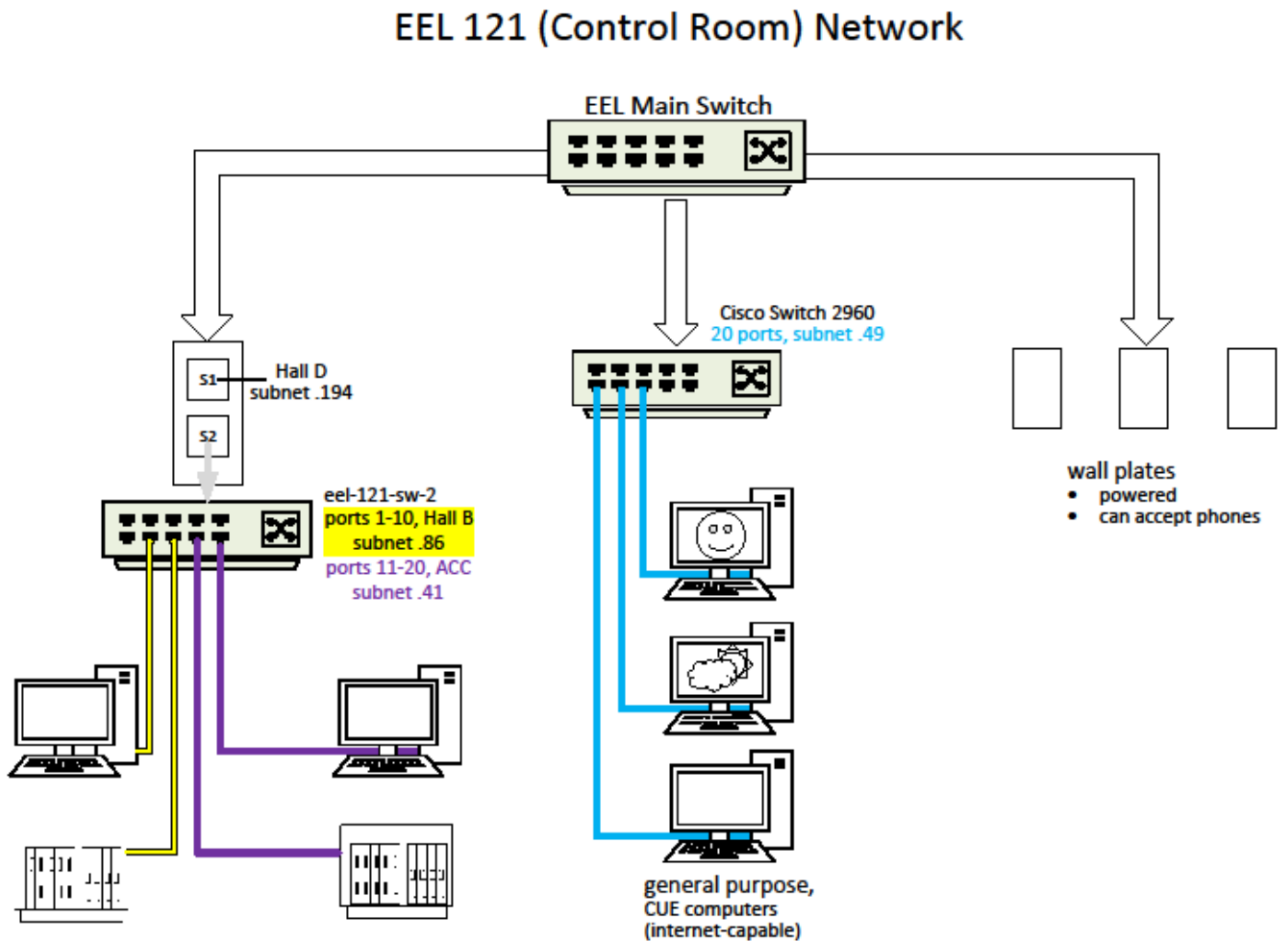 EEL 121 (Control Room) Network
EEL Main Switch
Cisco Switch 2960
20 ports, subnet .49
S1
Hall D
subnet .194
S2
eel-121-sw-2
ports 1-10, Hall B
subnet .86
ports 11-20, ACC
subnet .41
wall plates
• powered
• can accept phones
general purpose,
CUE computers
(internet-capable)